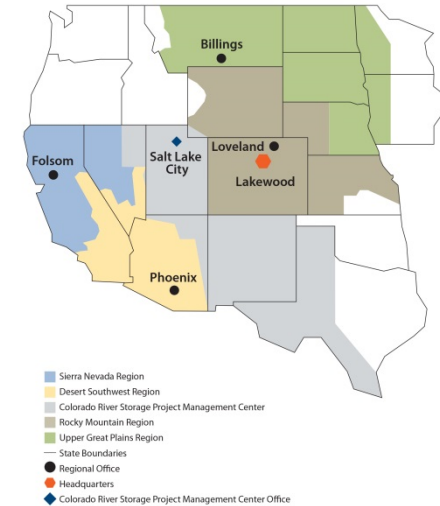 Billings
Loveland
Folsom
Salt Lake
City
Lakewood
Phoenix
Sierra Nevada Region
Desert Southwest Region
Colorado River Storage Project Management Center
Rocky Mountain Region
Upper Great Plains Region
State Boundaries
Regional Office
Headquarters
Colorado River Storage Project Management Center Office